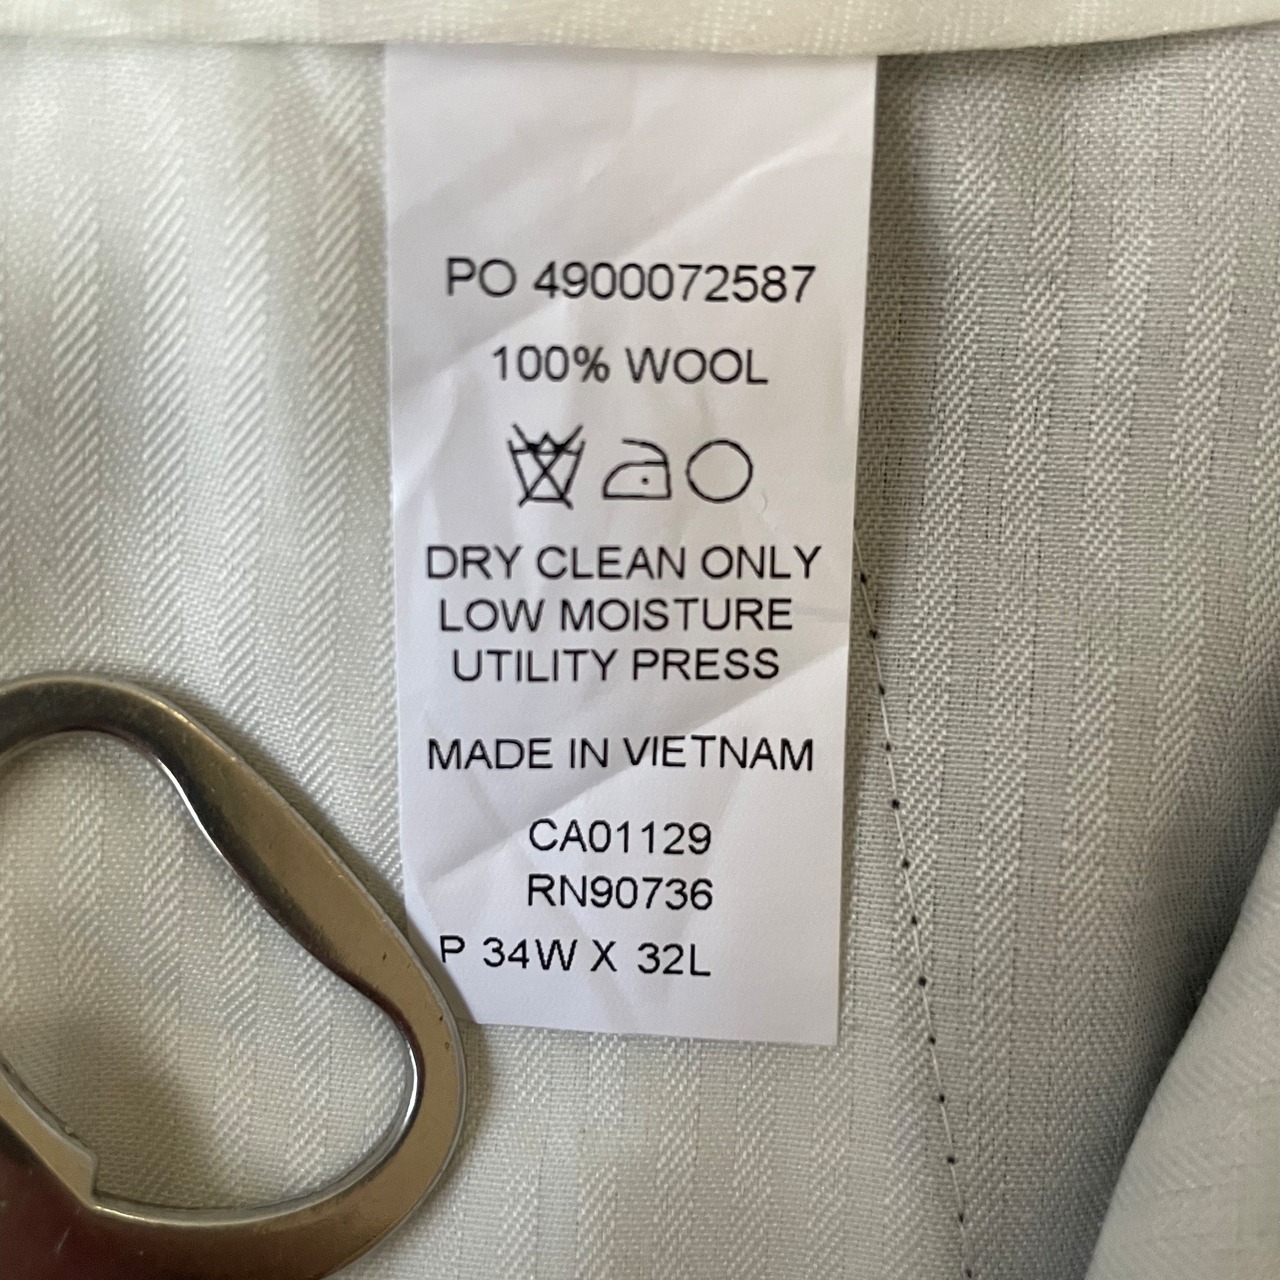 PO 4900072587
100% WOOL
DRY CLEAN ONLY
LOW MOISTURE
UTILITY PRESS
MADE IN VIETNAM
CA01129
RN90736
P 34W X 32L